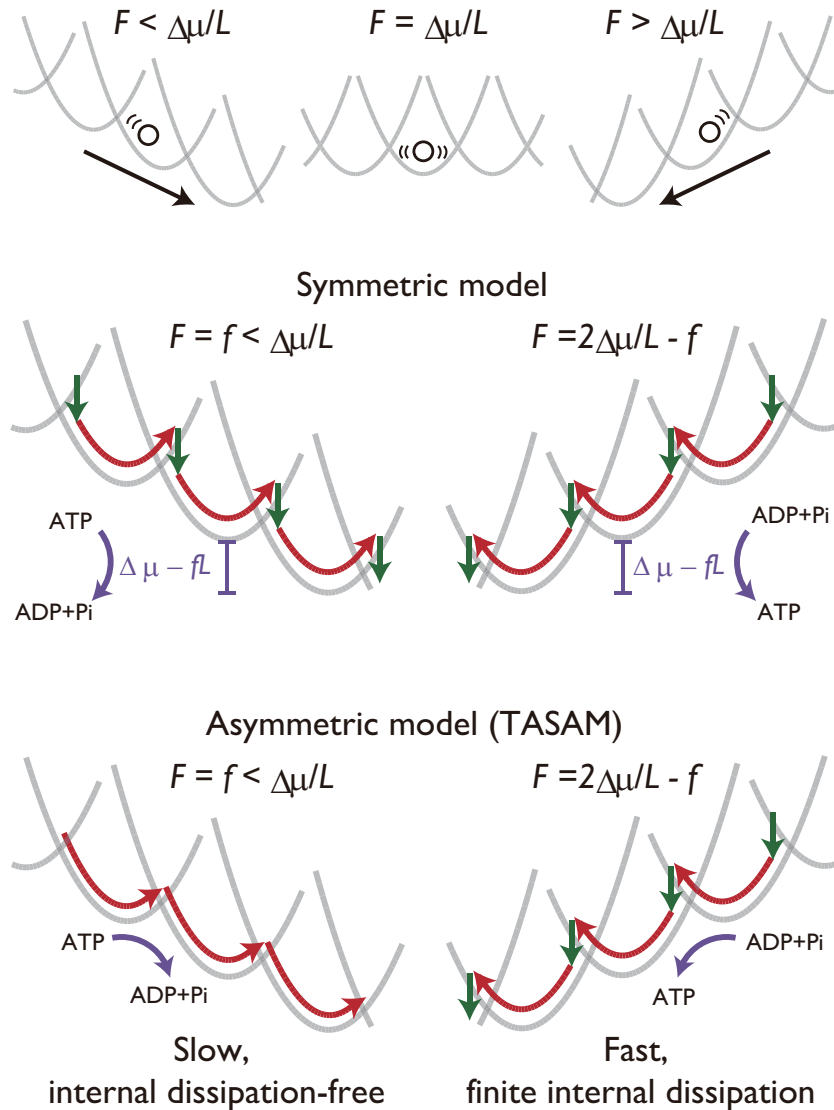 F < Δμ/L
F = Δμ/L
F > Δμ/L
Symmetric model
F = f < Δμ/L
F =2Δμ/L - f
ATP
Δ μ – fL
ADP+Pi
ADP+Pi
Δ μ – fL
ATP
Asymmetric model (TASAM)
F = f < Δμ/L
F =2Δμ/L - f
ATP
ADP+Pi
ADP+Pi
ATP
Slow,
internal dissipation-free
Fast,
finite internal dissipation